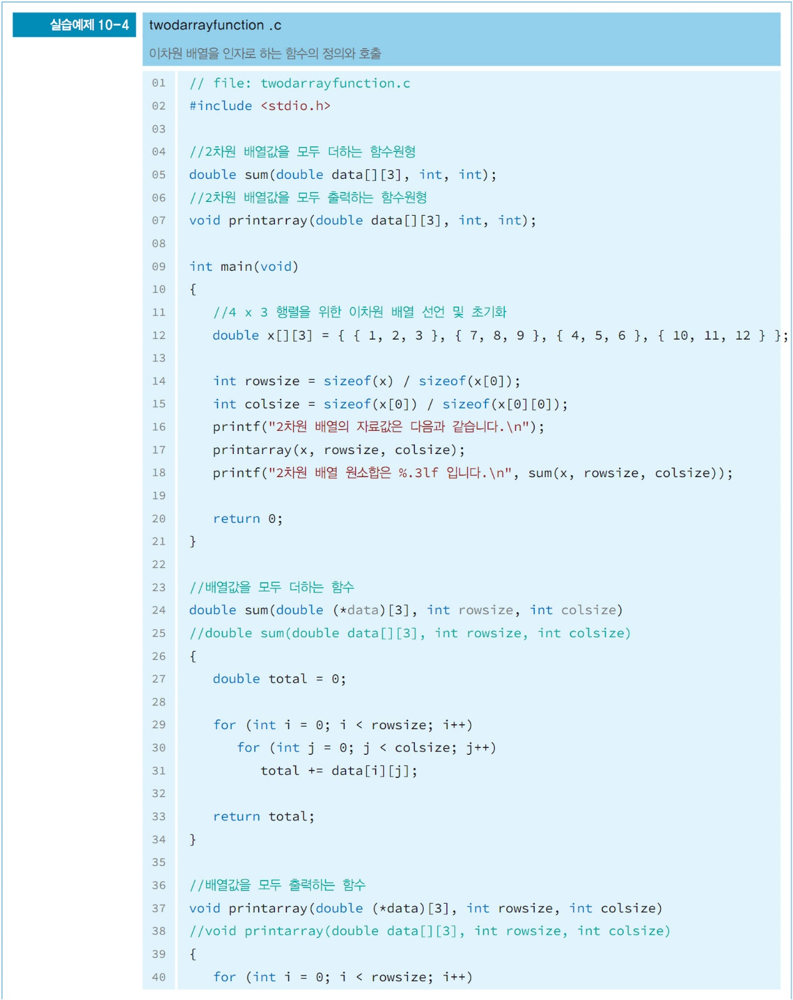 실습예제 10-4
twodarrayfunction .c
이차원 배열을 인자로 하는 함수의 정의와 호출
01 // file: twodarrayfunction.c
02 #include <stdio.h>
03
04 //2차원 배열값을 모두 더하는 함수원형
05 double sum(double data[][3], int, int);
06 //2차원 배열값을 모두 출력하는 함수원형
07 void printarray(double data[][3], int, int);
08
09 int main(void)
10 {
11    //4 x 3 행렬을 위한 이차원 배열 선언 및 초기화
12    double x[][3] = { { 1, 2, 3 }, { 7, 8, 9 }, { 4, 5, 6 }, { 10, 11, 12 } };
13
14    int rowsize = sizeof(x) / sizeof(x[0]);
15    int colsize = sizeof(x[0]) / sizeof(x[0][0]);
16    printf("2차원 배열의 자료값은 다음과 같습니다.\n");
17    printarray(x, rowsize, colsize);
18    printf("2차원 배열 원소합은 %.3lf 입니다.\n", sum(x, rowsize, colsize));
19
20    return 0;
21 }
22
23 //배열값을 모두 더하는 함수
24 double sum(double (*data)[3], int rowsize, int colsize)
25 //double sum(double data[][3], int rowsize, int colsize)
26 {
27    double total = 0;
28
29    for (int i = 0; i < rowsize; i++)
30       for (int j = 0; j < colsize; j++)
31          total += data[i][j];
32
33    return total;
34 }
35
36 //배열값을 모두 출력하는 함수
37 void printarray(double (*data)[3], int rowsize, int colsize)
38 //void printarray(double data[][3], int rowsize, int colsize)
39 {
40    for (int i = 0; i < rowsize; i++)